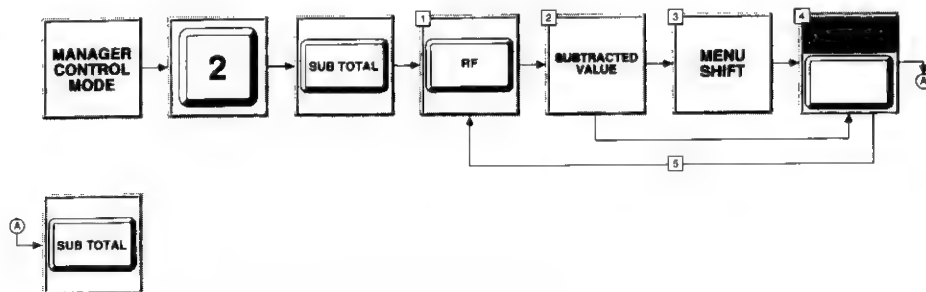 1
2
3
4
MANAGER
CONTROL
MODE
2
SUB TOTAL
RF
SUBTRACTED
VALUE
MENU
SHIFT
A
5
A
SUB TOTAL